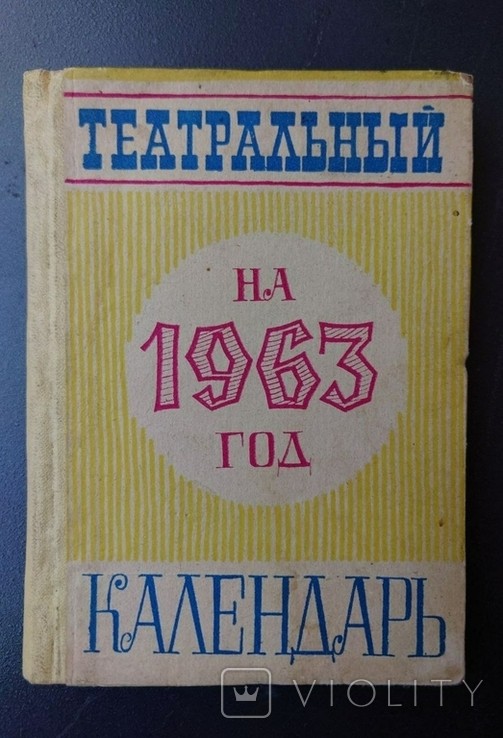 ТЕАТРАЛЬНЫЙ
НА
1963
ГОД
КАЛЕНДАРЬ
VIOLITY